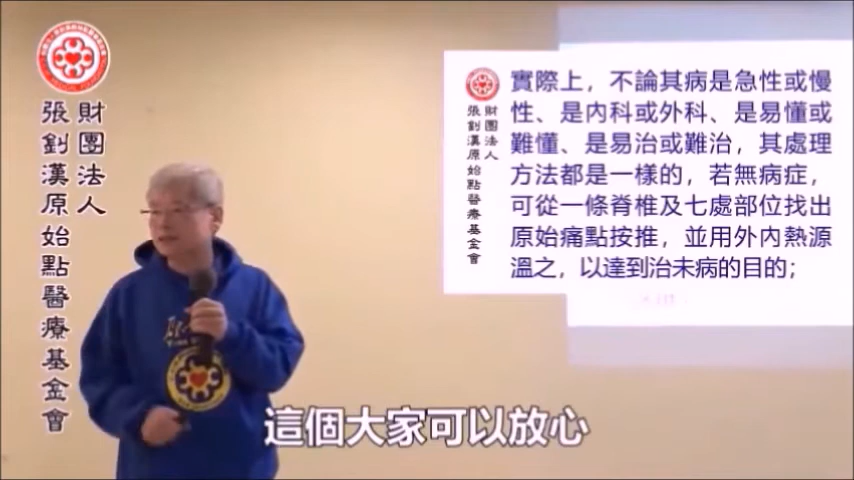 財團法人
張釗漢原始點醫療基金會
財團法人
張釗漢原始點醫療基金會
實際上，不論其病是急性或慢
性、是內科或外科、是易懂或
難懂、是易治或難治，其處理
方法都是一樣的，若無病症，
可從一條脊椎及七處部位找出
原始痛點按推，並用外內熱源
溫之，以達到治未病的目的；
這個大家可以放心